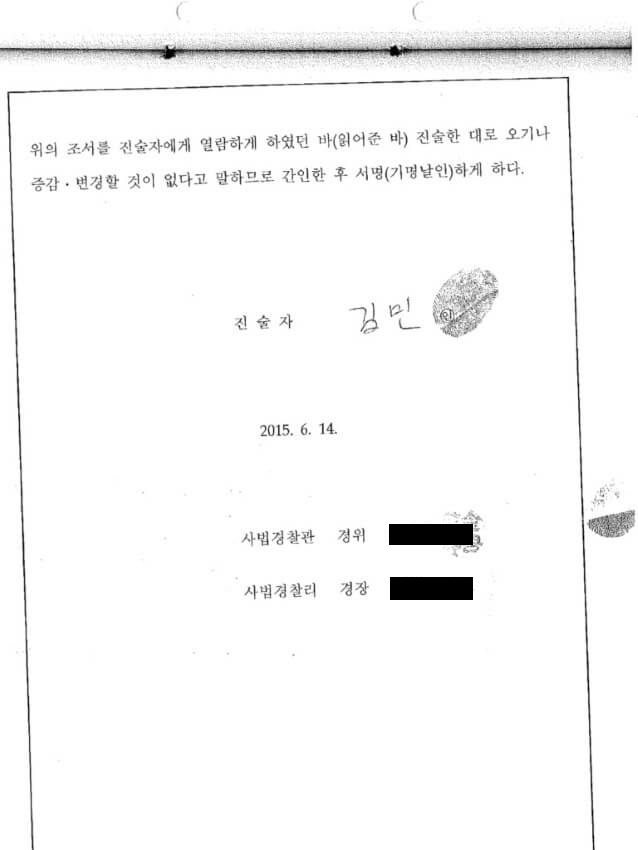 위의 조서를 진술자에게 열람하게 하였던 바(읽어준 바) 진술한 대로 오기나
증감·변경할 것이 없다고 말하므로 간인한 후 서명(기명날인)하게 하다.
진 술 자 김민
2015. 6. 14.
사법경찰관 경위
사법경찰리 경장